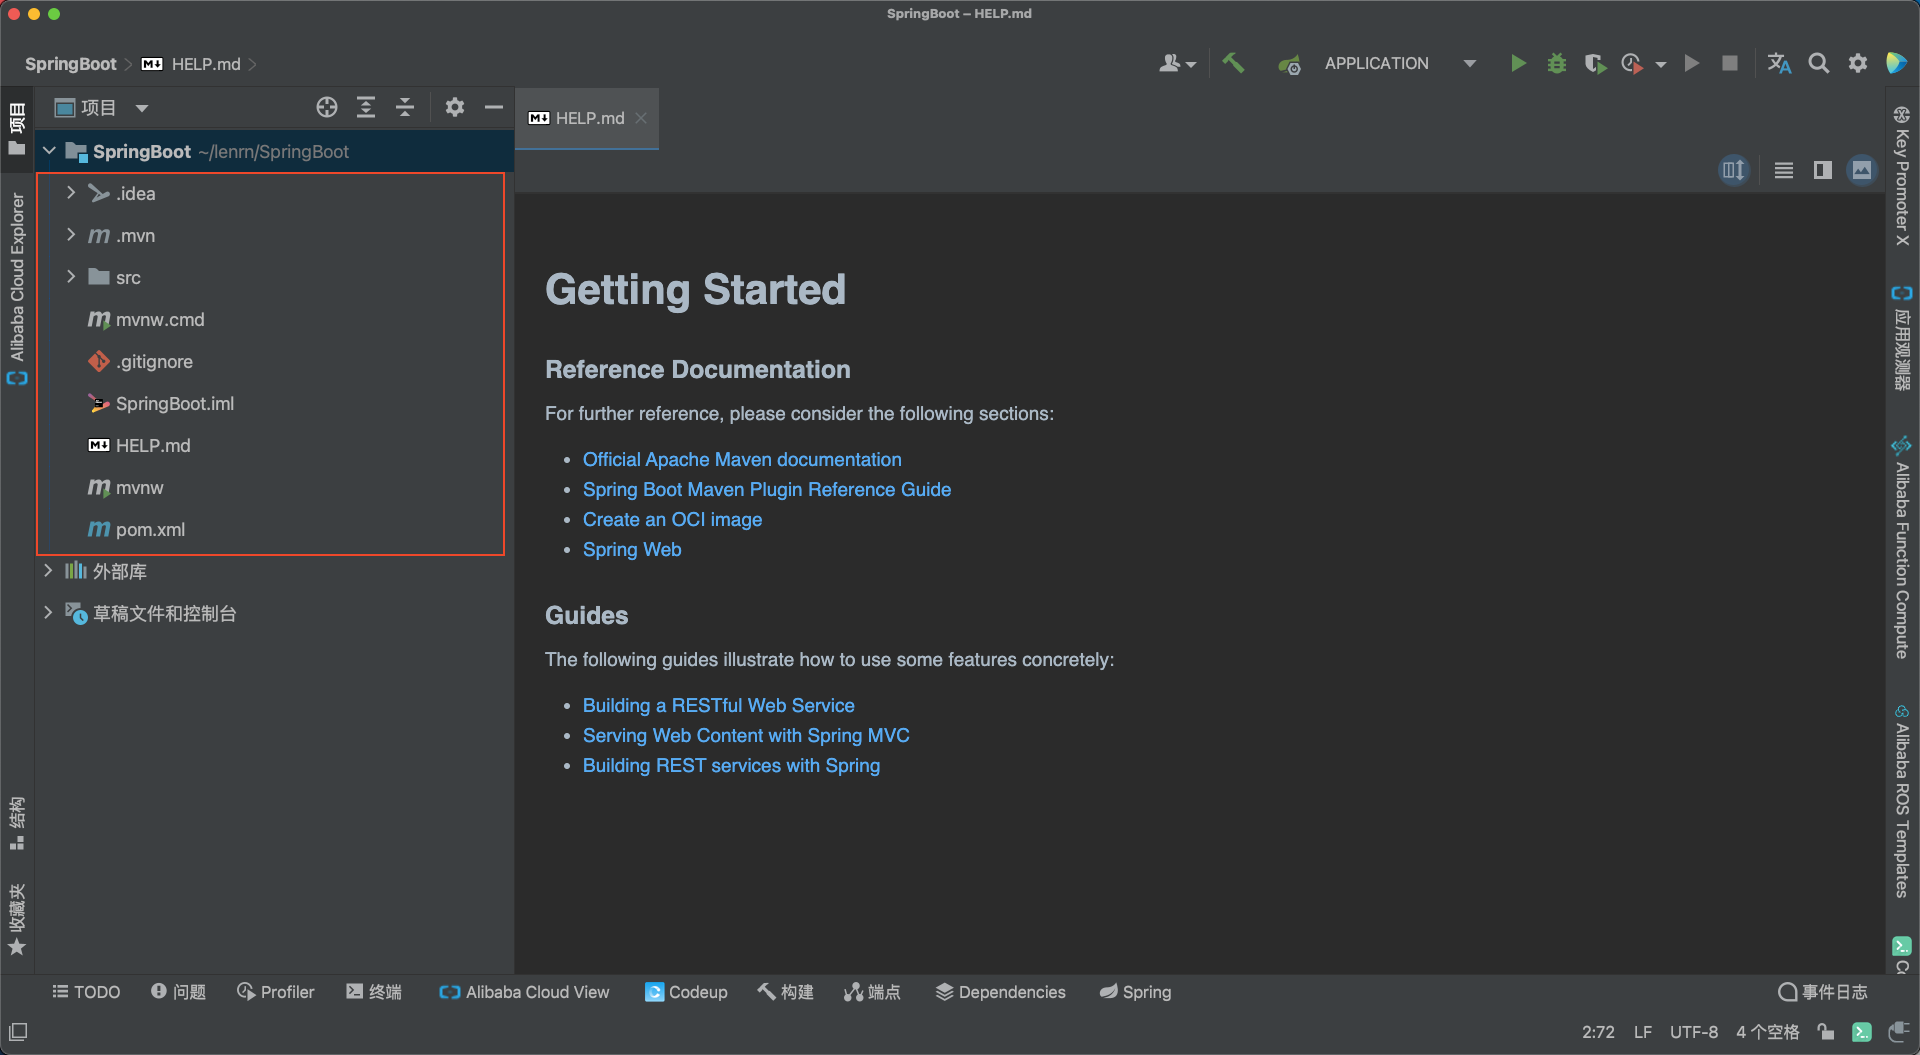 SpringBoot – HELP.md
SpringBoot HELP.md
APPLICATION
项目
HELP.md
SpringBoot ~/lenrn/SpringBoot
.idea
.mvn
src
mvnw.cmd
.gitignore
SpringBoot.iml
HELP.md
mvnw
pom.xml
外部库
草稿文件和控制台
项目
Alibaba Cloud Explorer
结构
收藏夹
Getting Started
Reference Documentation
For further reference, please consider the following sections:
• Official Apache Maven documentation
• Spring Boot Maven Plugin Reference Guide
• Create an OCI image
• Spring Web
Guides
The following guides illustrate how to use some features concretely:
• Building a RESTful Web Service
• Serving Web Content with Spring MVC
• Building REST services with Spring
Key Promoter X
应用观测器
Alibaba Function Compute
Alibaba ROS Templates
TODO 问题 Profiler 终端 Alibaba Cloud View Codeup 构建 端点 Dependencies Spring 事件日志
2:72 LF UTF-8 4 个空格